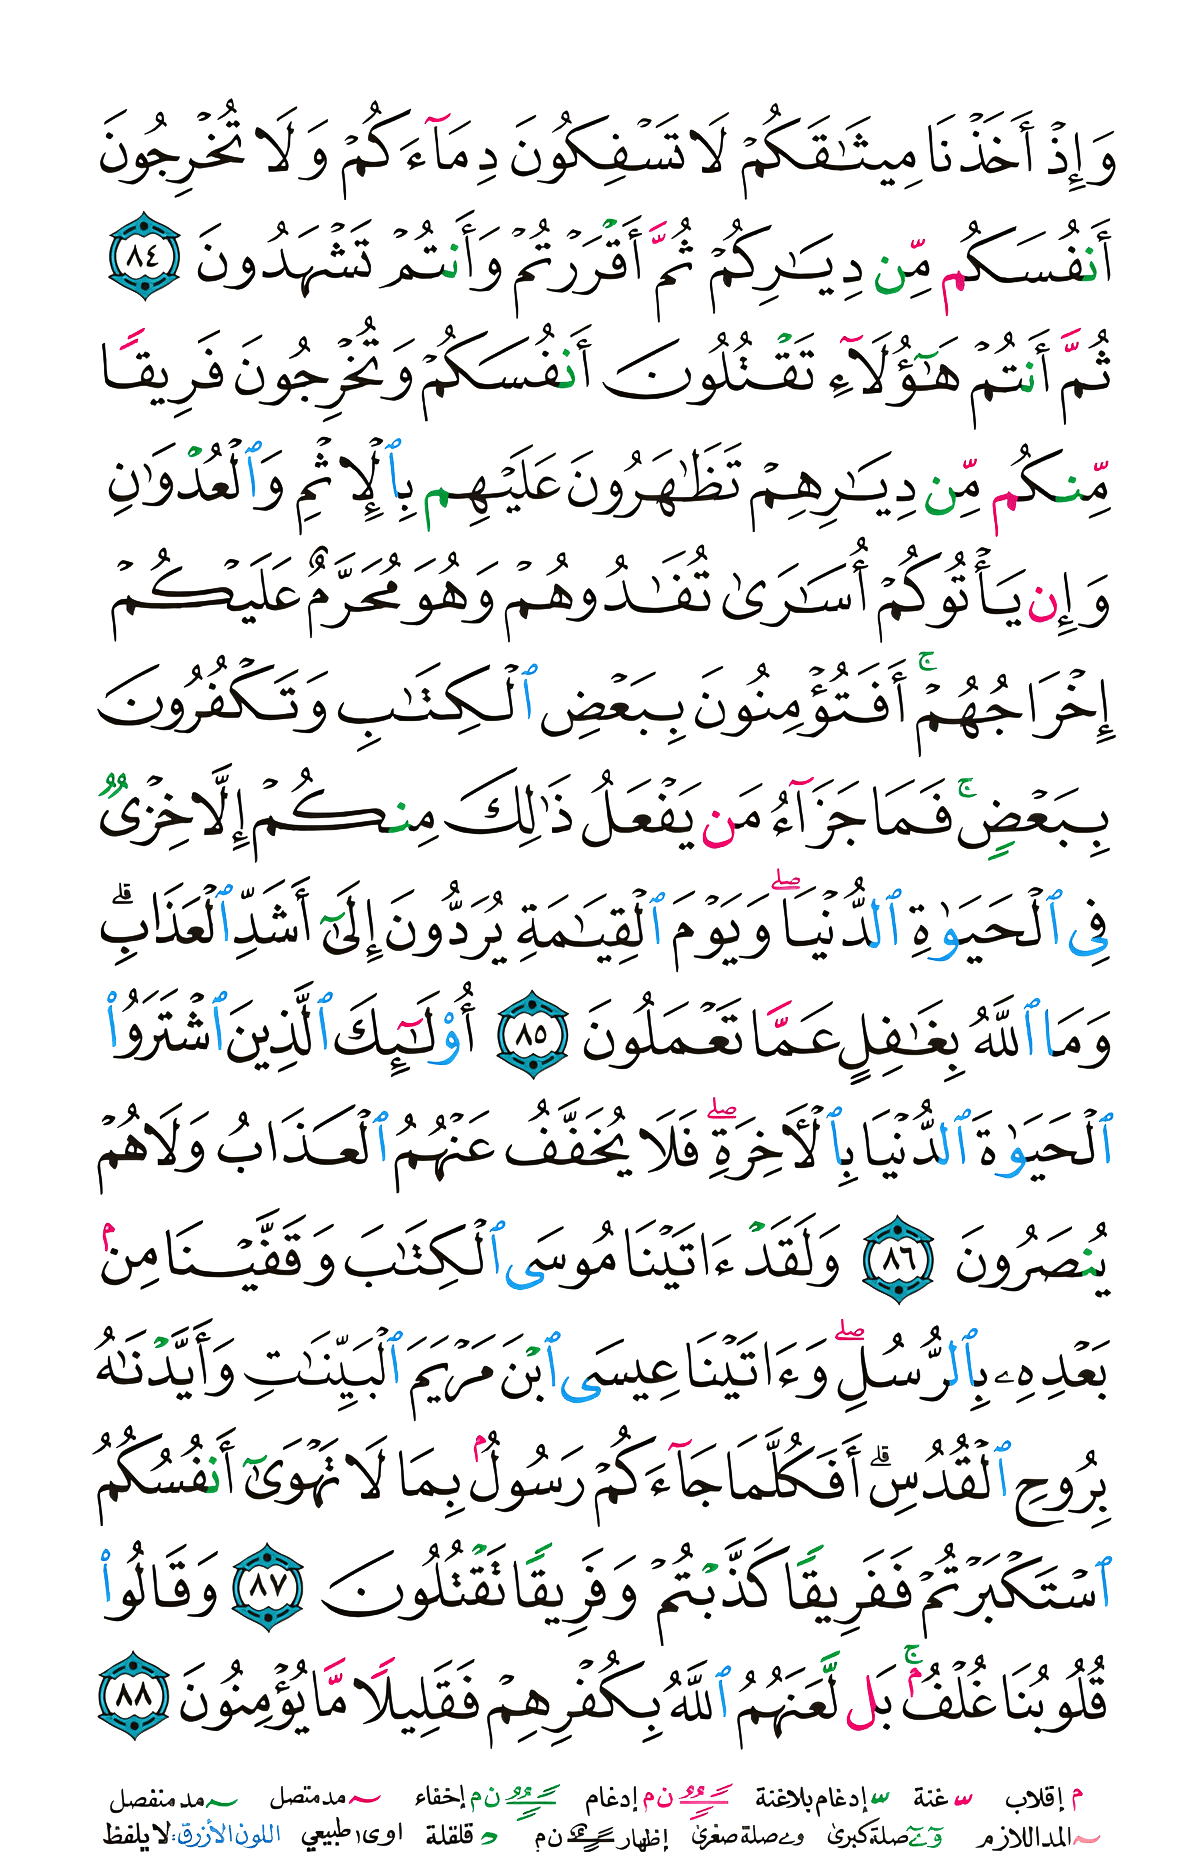 وَإِذۡ أَخَذۡنَا مِيثَـٰقَكُمۡ لَا تَسۡفِكُونَ دِمَآءَكُمۡ وَلَا تُخۡرِجُونَ
أَنفُسَكُم مِّن دِيَـٰرِكُمۡ ثُمَّ أَقۡرَرۡتُمۡ وَأَنتُمۡ تَشۡهَدُونَ ٨٤
ثُمَّ أَنتُمۡ هَـٰٓؤُلَآءِ تَقۡتُلُونَ أَنفُسَكُمۡ وَتُخۡرِجُونَ فَرِيقًا
مِّنكُم مِّن دِيَـٰرِهِمۡ تَظَـٰهَرُونَ عَلَيۡهِم بِٱلۡإِثۡمِ وَٱلۡعُدۡوَٰنِ
وَإِن يَأۡتُوكُمۡ أُسَـٰرَىٰ تُفَـٰدُوهُمۡ وَهُوَ مُحَرَّمٌ عَلَيۡكُمۡ
إِخۡرَاجُهُمۡۚ أَفَتُؤۡمِنُونَ بِبَعۡضِ ٱلۡكِتَـٰبِ وَتَكۡفُرُونَ
بِبَعۡضٖۚ فَمَا جَزَآءُ مَن يَفۡعَلُ ذَٰلِكَ مِنكُمۡ إِلَّا خِزۡيٞ
فِي ٱلۡحَيَوٰةِ ٱلدُّنۡيَاۖ وَيَوۡمَ ٱلۡقِيَـٰمَةِ يُرَدُّونَ إِلَىٰٓ أَشَدِّ ٱلۡعَذَابِۗ
وَمَا ٱللَّهُ بِغَـٰفِلٍ عَمَّا تَعۡمَلُونَ ٨٥ أُوْلَـٰٓئِكَ ٱلَّذِينَ ٱشۡتَرَوُاْ
ٱلۡحَيَوٰةَ ٱلدُّنۡيَا بِٱلۡأٓخِرَةِۖ فَلَا يُخَفَّفُ عَنۡهُمُ ٱلۡعَذَابُ وَلَا هُمۡ
يُنصَرُونَ ٨٦ وَلَقَدۡ ءَاتَيۡنَا مُوسَى ٱلۡكِتَـٰبَ وَقَفَّيۡنَا مِنۢ
بَعۡدِهِۦ بِٱلرُّسُلِۖ وَءَاتَيۡنَا عِيسَى ٱبۡنَ مَرۡيَمَ ٱلۡبَيِّنَـٰتِ وَأَيَّدۡنَـٰهُ
بِرُوحِ ٱلۡقُدُسِۗ أَفَكُلَّمَا جَآءَكُمۡ رَسُولُۢ بِمَا لَا تَهۡوَىٰٓ أَنفُسُكُمُ
ٱسۡتَكۡبَرۡتُمۡ فَفَرِيقٗا كَذَّبۡتُمۡ وَفَرِيقٗا تَقۡتُلُونَ ٨٧ وَقَالُواْ
قُلُوبُنَا غُلۡفُۢۚ بَل لَّعَنَهُمُ ٱللَّهُ بِكُفۡرِهِمۡ فَقَلِيلٗا مَّا يُؤۡمِنُونَ ٨٨
م إقلاب ّ غنة ّ إدغام بلاغنة ن م إدغام ن م إخفاء ~ مد متصل ~ مد منفصل
~ المد اللازم وٓ ےٓ صلة كبرى و ے صلة صغرى إظهار ن م قلقلة اوى طبيعي اللون الأزرق: لا يلفظ